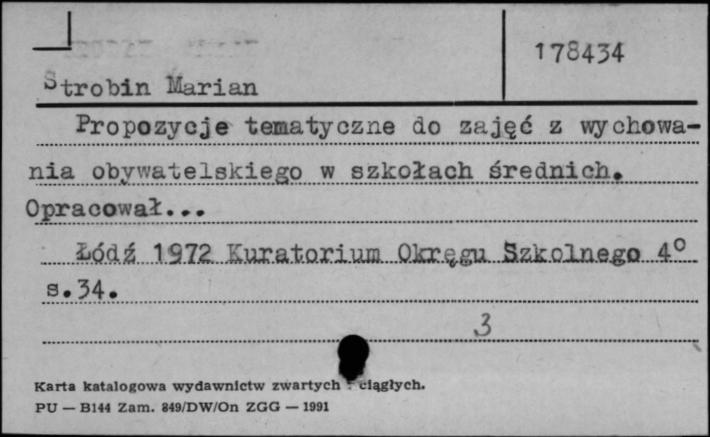 178434
Strobin Marian
Propozycje tematyczne do zajęć z wychowa-
nia obywatelskiego w szkołach średnich.
Opracował...
Łódź 1972 Kuratorium Okręgu Szkolnego 4°
s.34.
3
Karta katalogowa wydawnictw zwartych i ciągłych.
PU — B144 Zam. 849/DW/On ZGG — 1991